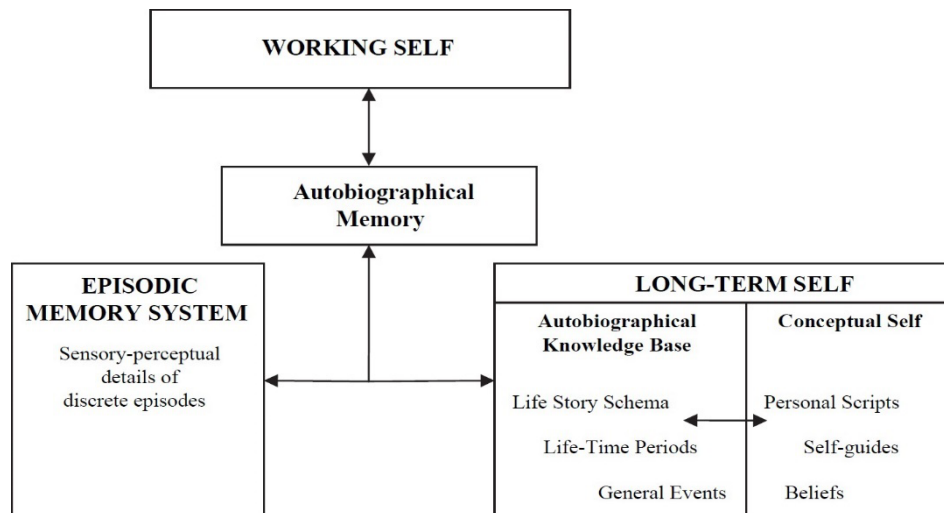 WORKING SELF
Autobiographical
Memory
EPISODIC
MEMORY SYSTEM
Sensory-perceptual
details of
discrete episodes
LONG-TERM SELF
Autobiographical
Knowledge Base
Life Story Schema
Life-Time Periods
General Events
Conceptual Self
Personal Scripts
Self-guides
Beliefs